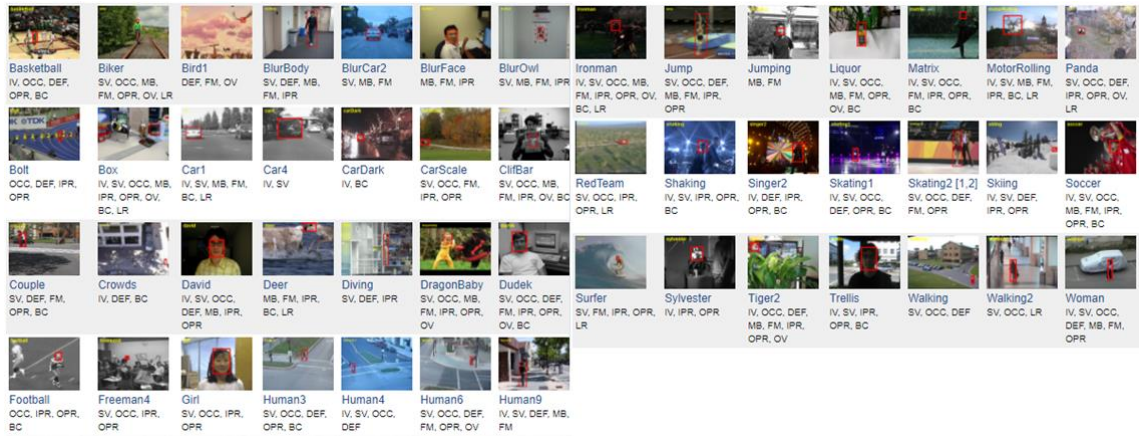 Basketball
IV, OCC, DEF,
OPR, BC
Biker
SV, OCC, MB,
FM, OPR, OV, LR
Bird1
DEF, FM, OV
BlurBody
SV, DEF, MB,
FM, IPR
BlurCar2
SV, MB, FM
BlurFace
MB, FM, IPR
BlurOwl
SV, MB, FM, IPR
Bolt
OCC, DEF, IPR,
OPR
Box
IV, SV, OCC, MB,
IPR, OPR, OV,
BC, LR
Car1
IV, SV, MB, FM,
BC, LR
Car4
IV, SV
CarDark
IV, BC
CarScale
SV, OCC, FM,
IPR, OPR
ClifBar
SV, OCC, MB,
FM, IPR, OV, BC
Couple
SV, DEF, FM,
OPR, BC
Crowds
IV, DEF, BC
David
IV, SV, OCC,
DEF, MB, IPR,
OPR
Deer
MB, FM, IPR,
BC, LR
Diving
SV, DEF, IPR
DragonBaby
SV, OCC, MB,
FM, IPR, OPR,
OV
Dudek
SV, OCC, DEF,
FM, IPR, OPR,
OV, BC
Football
OCC, IPR, OPR,
BC
Freeman4
SV, OCC, IPR,
OPR
Girl
SV, OCC, IPR,
OPR
Human3
SV, OCC, DEF,
OPR, BC
Human4
IV, SV, OCC,
DEF
Human6
SV, OCC, DEF,
FM, OPR, OV
Human9
IV, SV, DEF, MB,
FM
Ironman
IV, SV, OCC, MB,
FM, IPR, OPR, OV,
BC, LR
Jump
SV, OCC, DEF,
MB, FM, IPR,
OPR
Jumping
MB, FM
Liquor
IV, SV, OCC,
MB, FM, OPR,
OV, BC
Matrix
IV, SV, OCC,
FM, IPR, OPR,
BC
MotorRolling
IV, SV, MB, FM,
IPR, BC, LR
Panda
SV, OCC, DEF,
IPR, OPR, OV,
LR
RedTeam
SV, OCC, IPR,
OPR, LR
Shaking
IV, SV, IPR, OPR,
BC
Singer2
IV, DEF, IPR,
OPR, BC
Skating1
IV, SV, OCC,
DEF, OPR, BC
Skating2 [1,2]
SV, OCC, DEF,
FM, OPR
Skiing
IV, SV, DEF,
IPR, OPR
Soccer
IV, SV, OCC,
MB, FM, IPR,
OPR, BC
Surfer
SV, FM, IPR, OPR,
LR
Sylvester
IV, IPR, OPR
Tiger2
IV, OCC, DEF,
MB, FM, IPR,
OPR, OV
Trellis
IV, SV, IPR,
OPR, BC
Walking
SV, OCC, DEF
Walking2
SV, OCC, LR
Woman
IV, SV, OCC,
DEF, MB, FM,
OPR